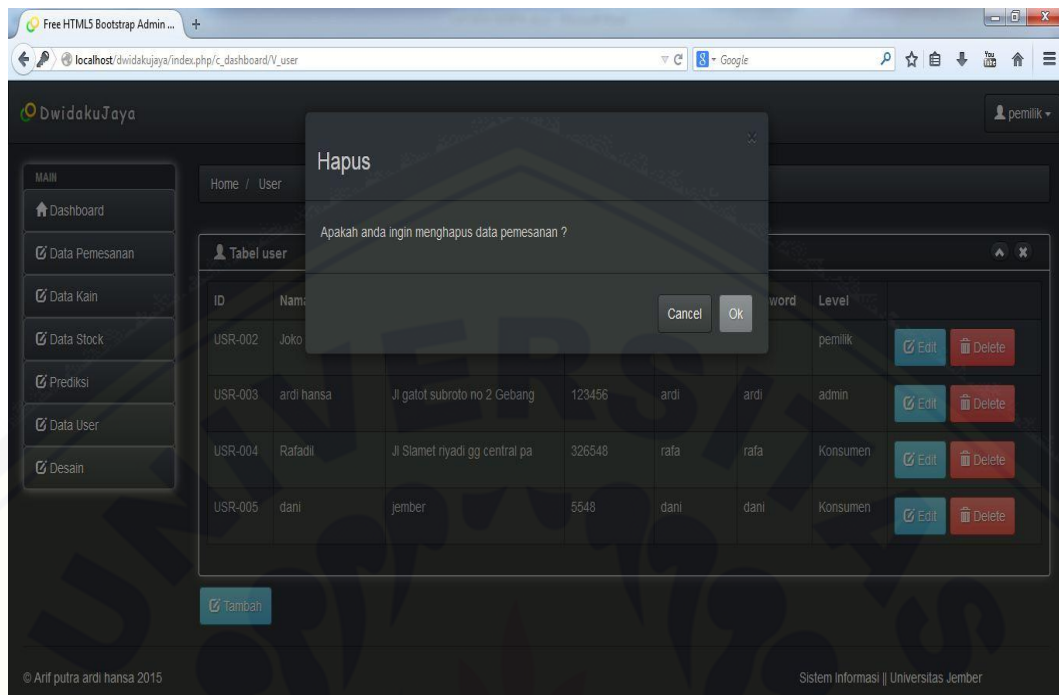 Free HTML5 Bootstrap Admin ...
localhost/dwidakujaya/index.php/c_dashboard/V_user
Google
You Tube
DwidakuJaya
pemilik
Hapus
Apakah anda ingin menghapus data pemesanan ?
Cancel Ok
MAIN
Dashboard
Data Pemesanan
Data Kain
Data Stock
Prediksi
Data User
Desain
Home / User
Tabel user
ID Level
USR-002 Joko pemilik Edit Delete
USR-003 ardi hansa Jl gatot subroto no 2 Gebang 123456 ardi ardi admin Edit Delete
USR-004 Rafadil Jl Slamet riyadi gg central pa 326548 rafa rafa Konsumen Edit Delete
USR-005 dani jember 5548 dani dani Konsumen Edit Delete
Tambah
© Arif putra ardi hansa 2015
Sistem Informasi || Universitas Jember
UNIVERSITAS